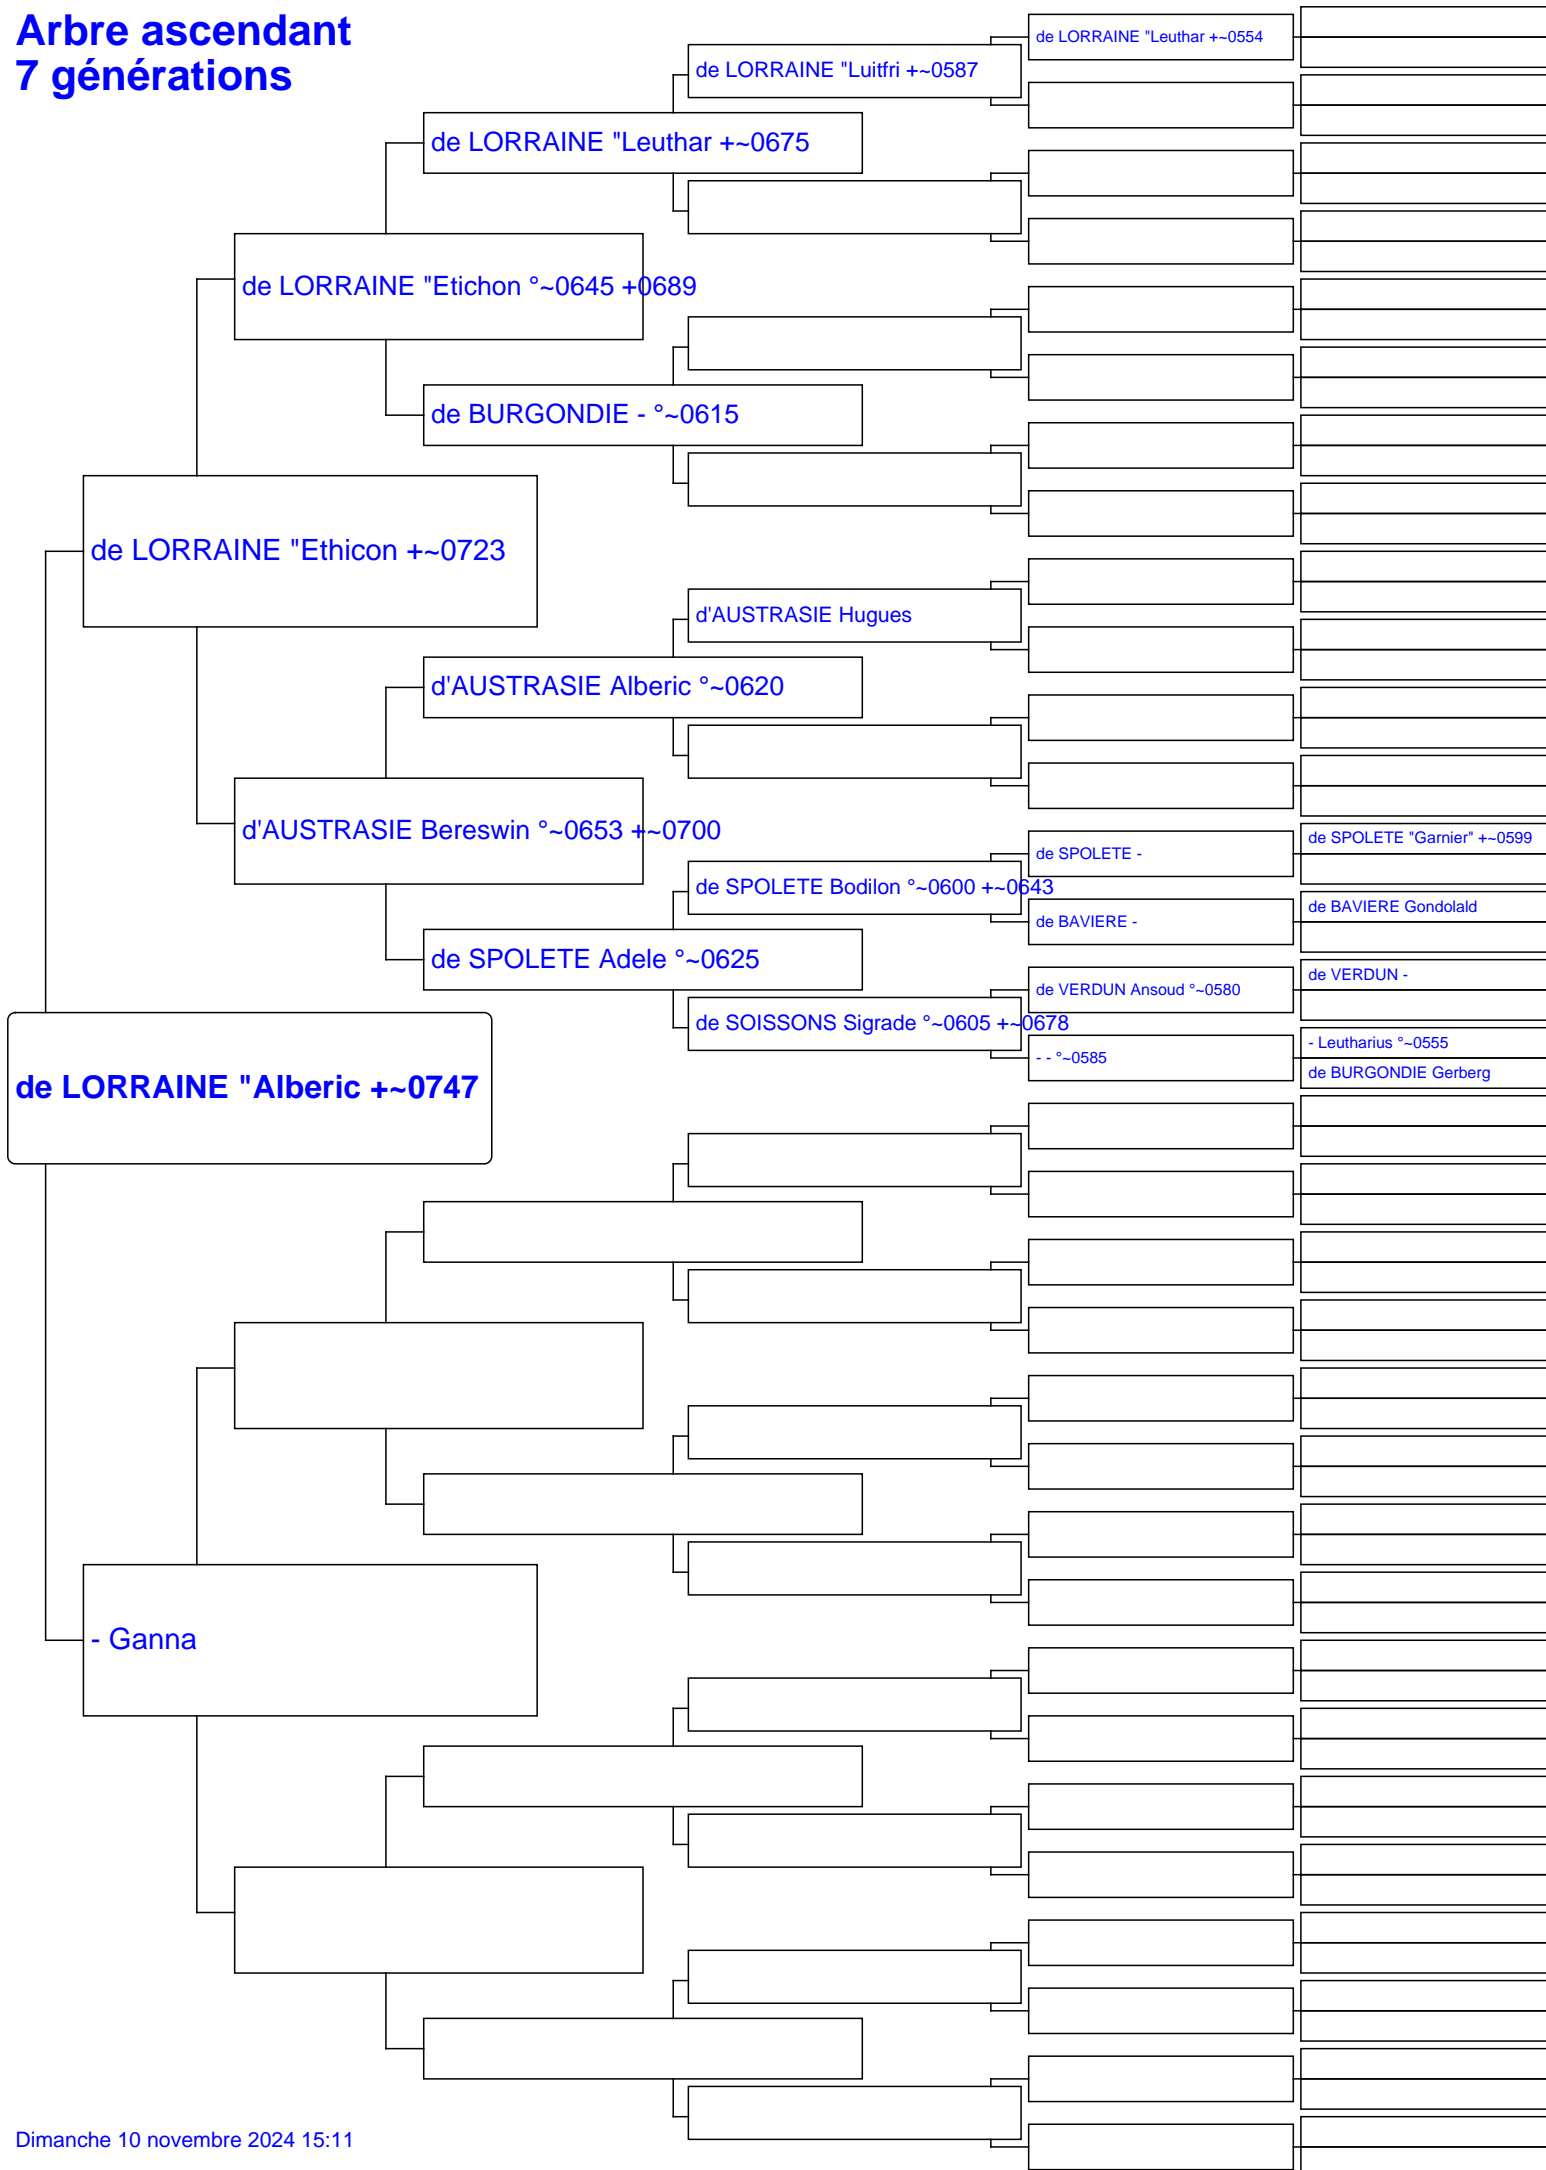 Arbre ascendant
7 générations
de LORRAINE "Leuthar +~0554
de LORRAINE "Luitfri +~0587
de LORRAINE "Leuthar +~0675
de LORRAINE "Etichon °~0645 +0689
de BURGONDIE - °~0615
de LORRAINE "Ethicon +~0723
d'AUSTRASIE Hugues
d'AUSTRASIE Alberic °~0620
d'AUSTRASIE Bereswin °~0653 +~0700
de SPOLETE "Garnier" +~0599
de SPOLETE -
de SPOLETE Bodilon °~0600 +~0643
de BAVIERE Gondolald
de BAVIERE -
de SPOLETE Adele °~0625
de VERDUN -
de VERDUN Ansoud °~0580
de SOISSONS Sigrade °~0605 +~0678
- Leutharius °~0555
- - °~0585
de BURGONDIE Gerberg
de LORRAINE "Alberic +~0747
- Ganna
Dimanche 10 novembre 2024 15:11